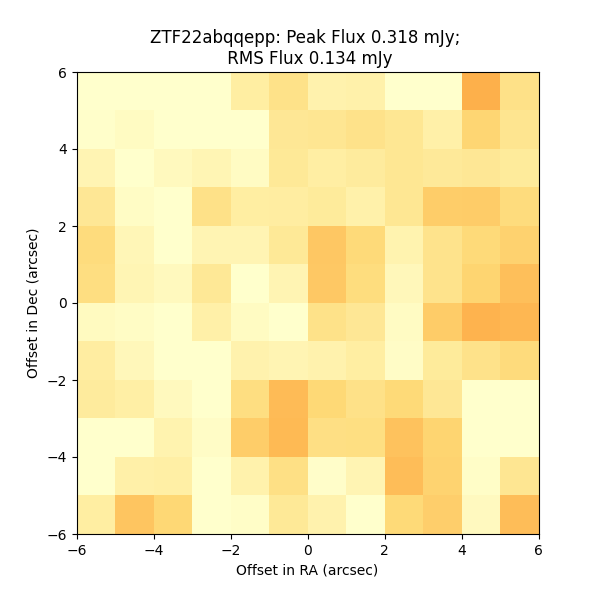 ZTF22abqqepp: Peak Flux 0.318 mJy;
RMS Flux 0.134 mJy
6
4
2
0
−2
−4
−6
Offset in Dec (arcsec)
−6 −4 −2 0 2 4 6
Offset in RA (arcsec)